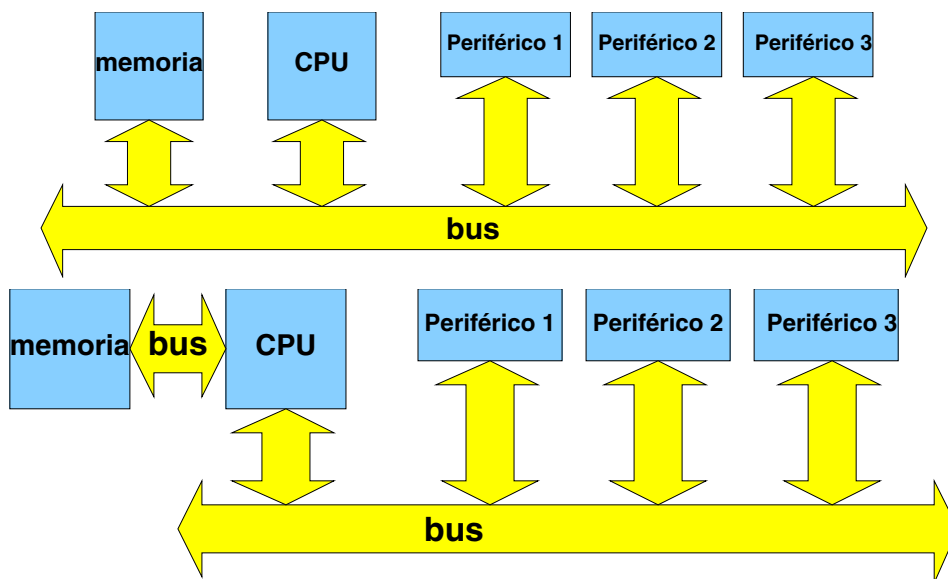 memoria
CPU
Periférico 1
Periférico 2
Periférico 3
bus
memoria
bus
CPU
Periférico 1
Periférico 2
Periférico 3
bus